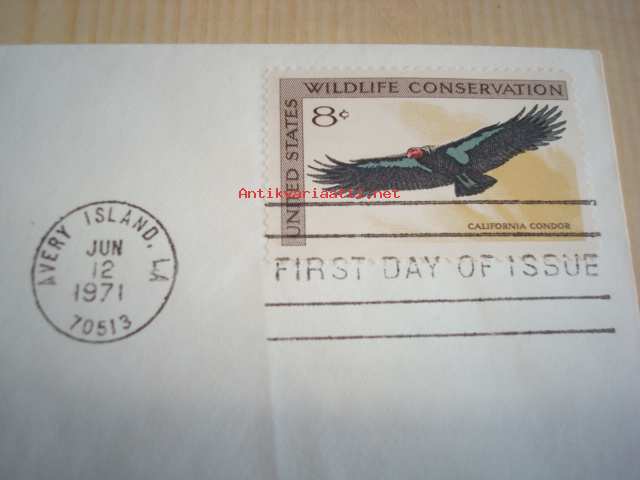 WILDLIFE CONSERVATION
UNITED STATES
8¢
CALIFORNIA CONDOR
Antikvariaatti.net
AVERY ISLAND, LA
JUN
12
1971
70513
FIRST DAY OF ISSUE